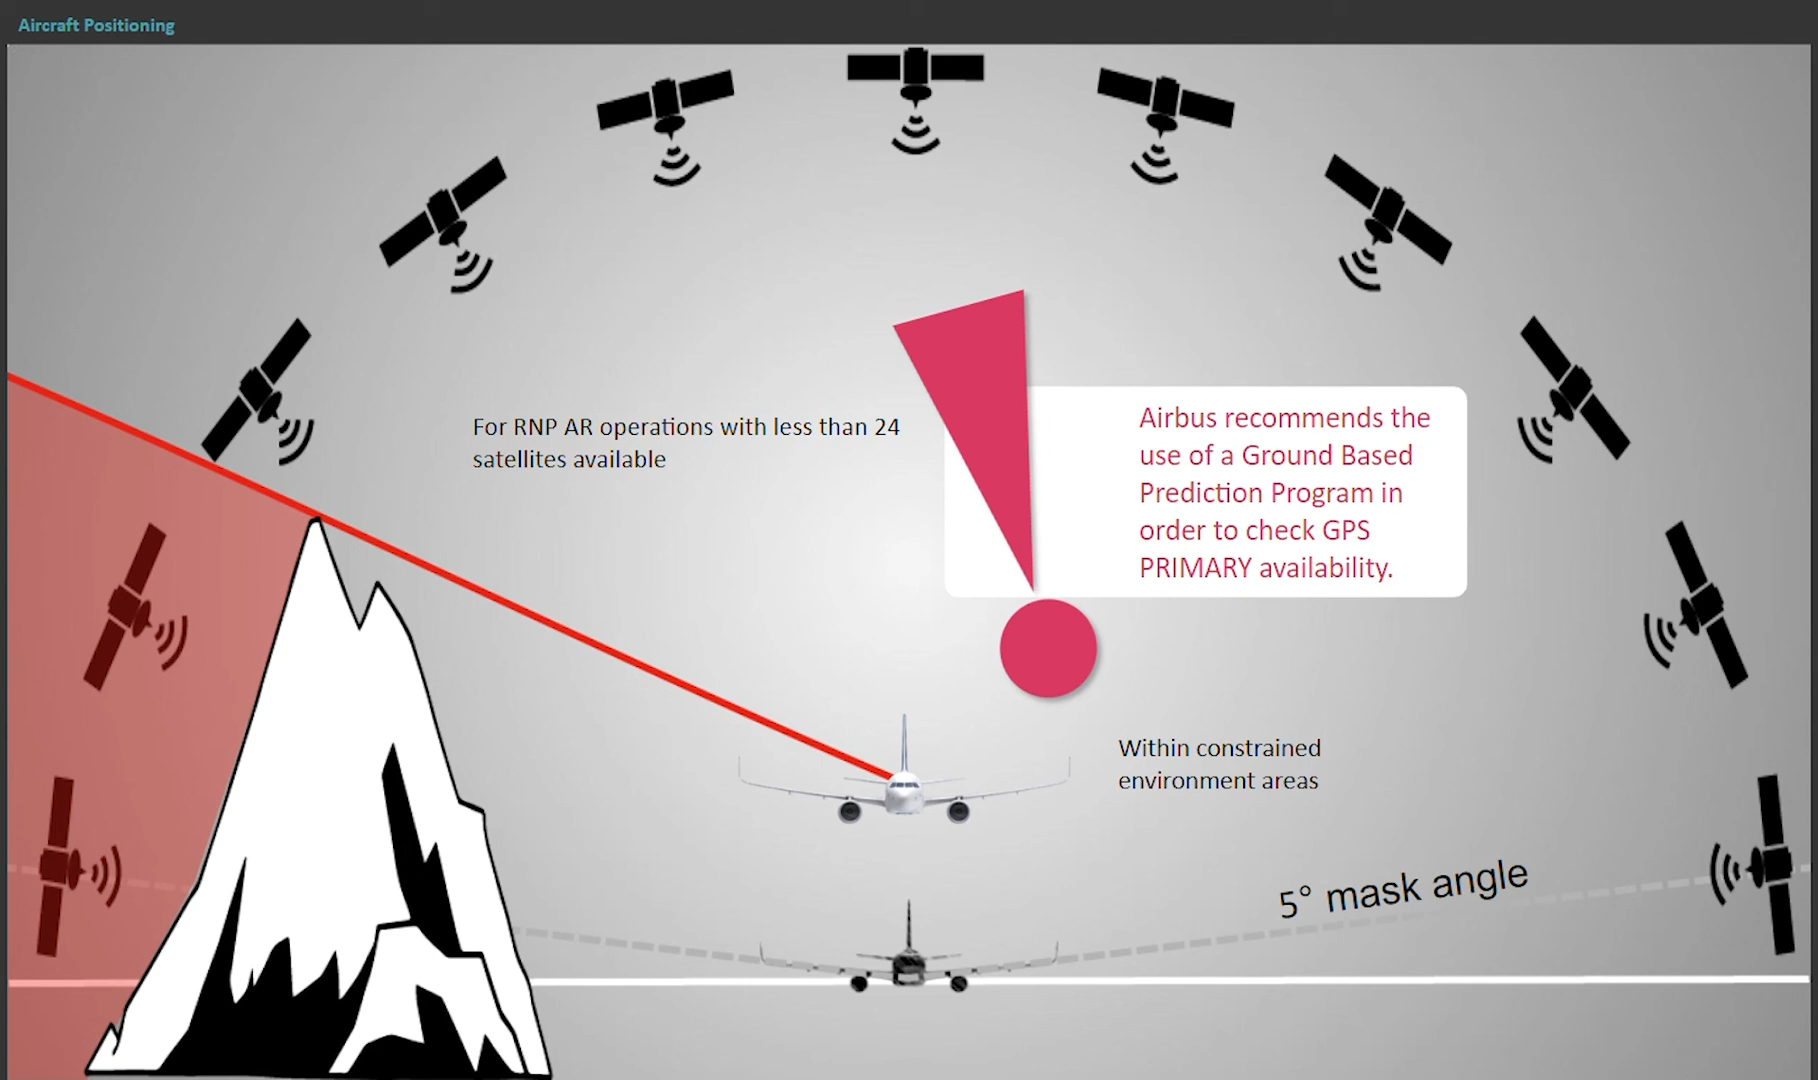 Aircraft Positioning
For RNP AR operations with less than 24
satellites available
Airbus recommends the
use of a Ground Based
Prediction Program in
order to check GPS
PRIMARY availability.
Within constrained
environment areas
5° mask angle